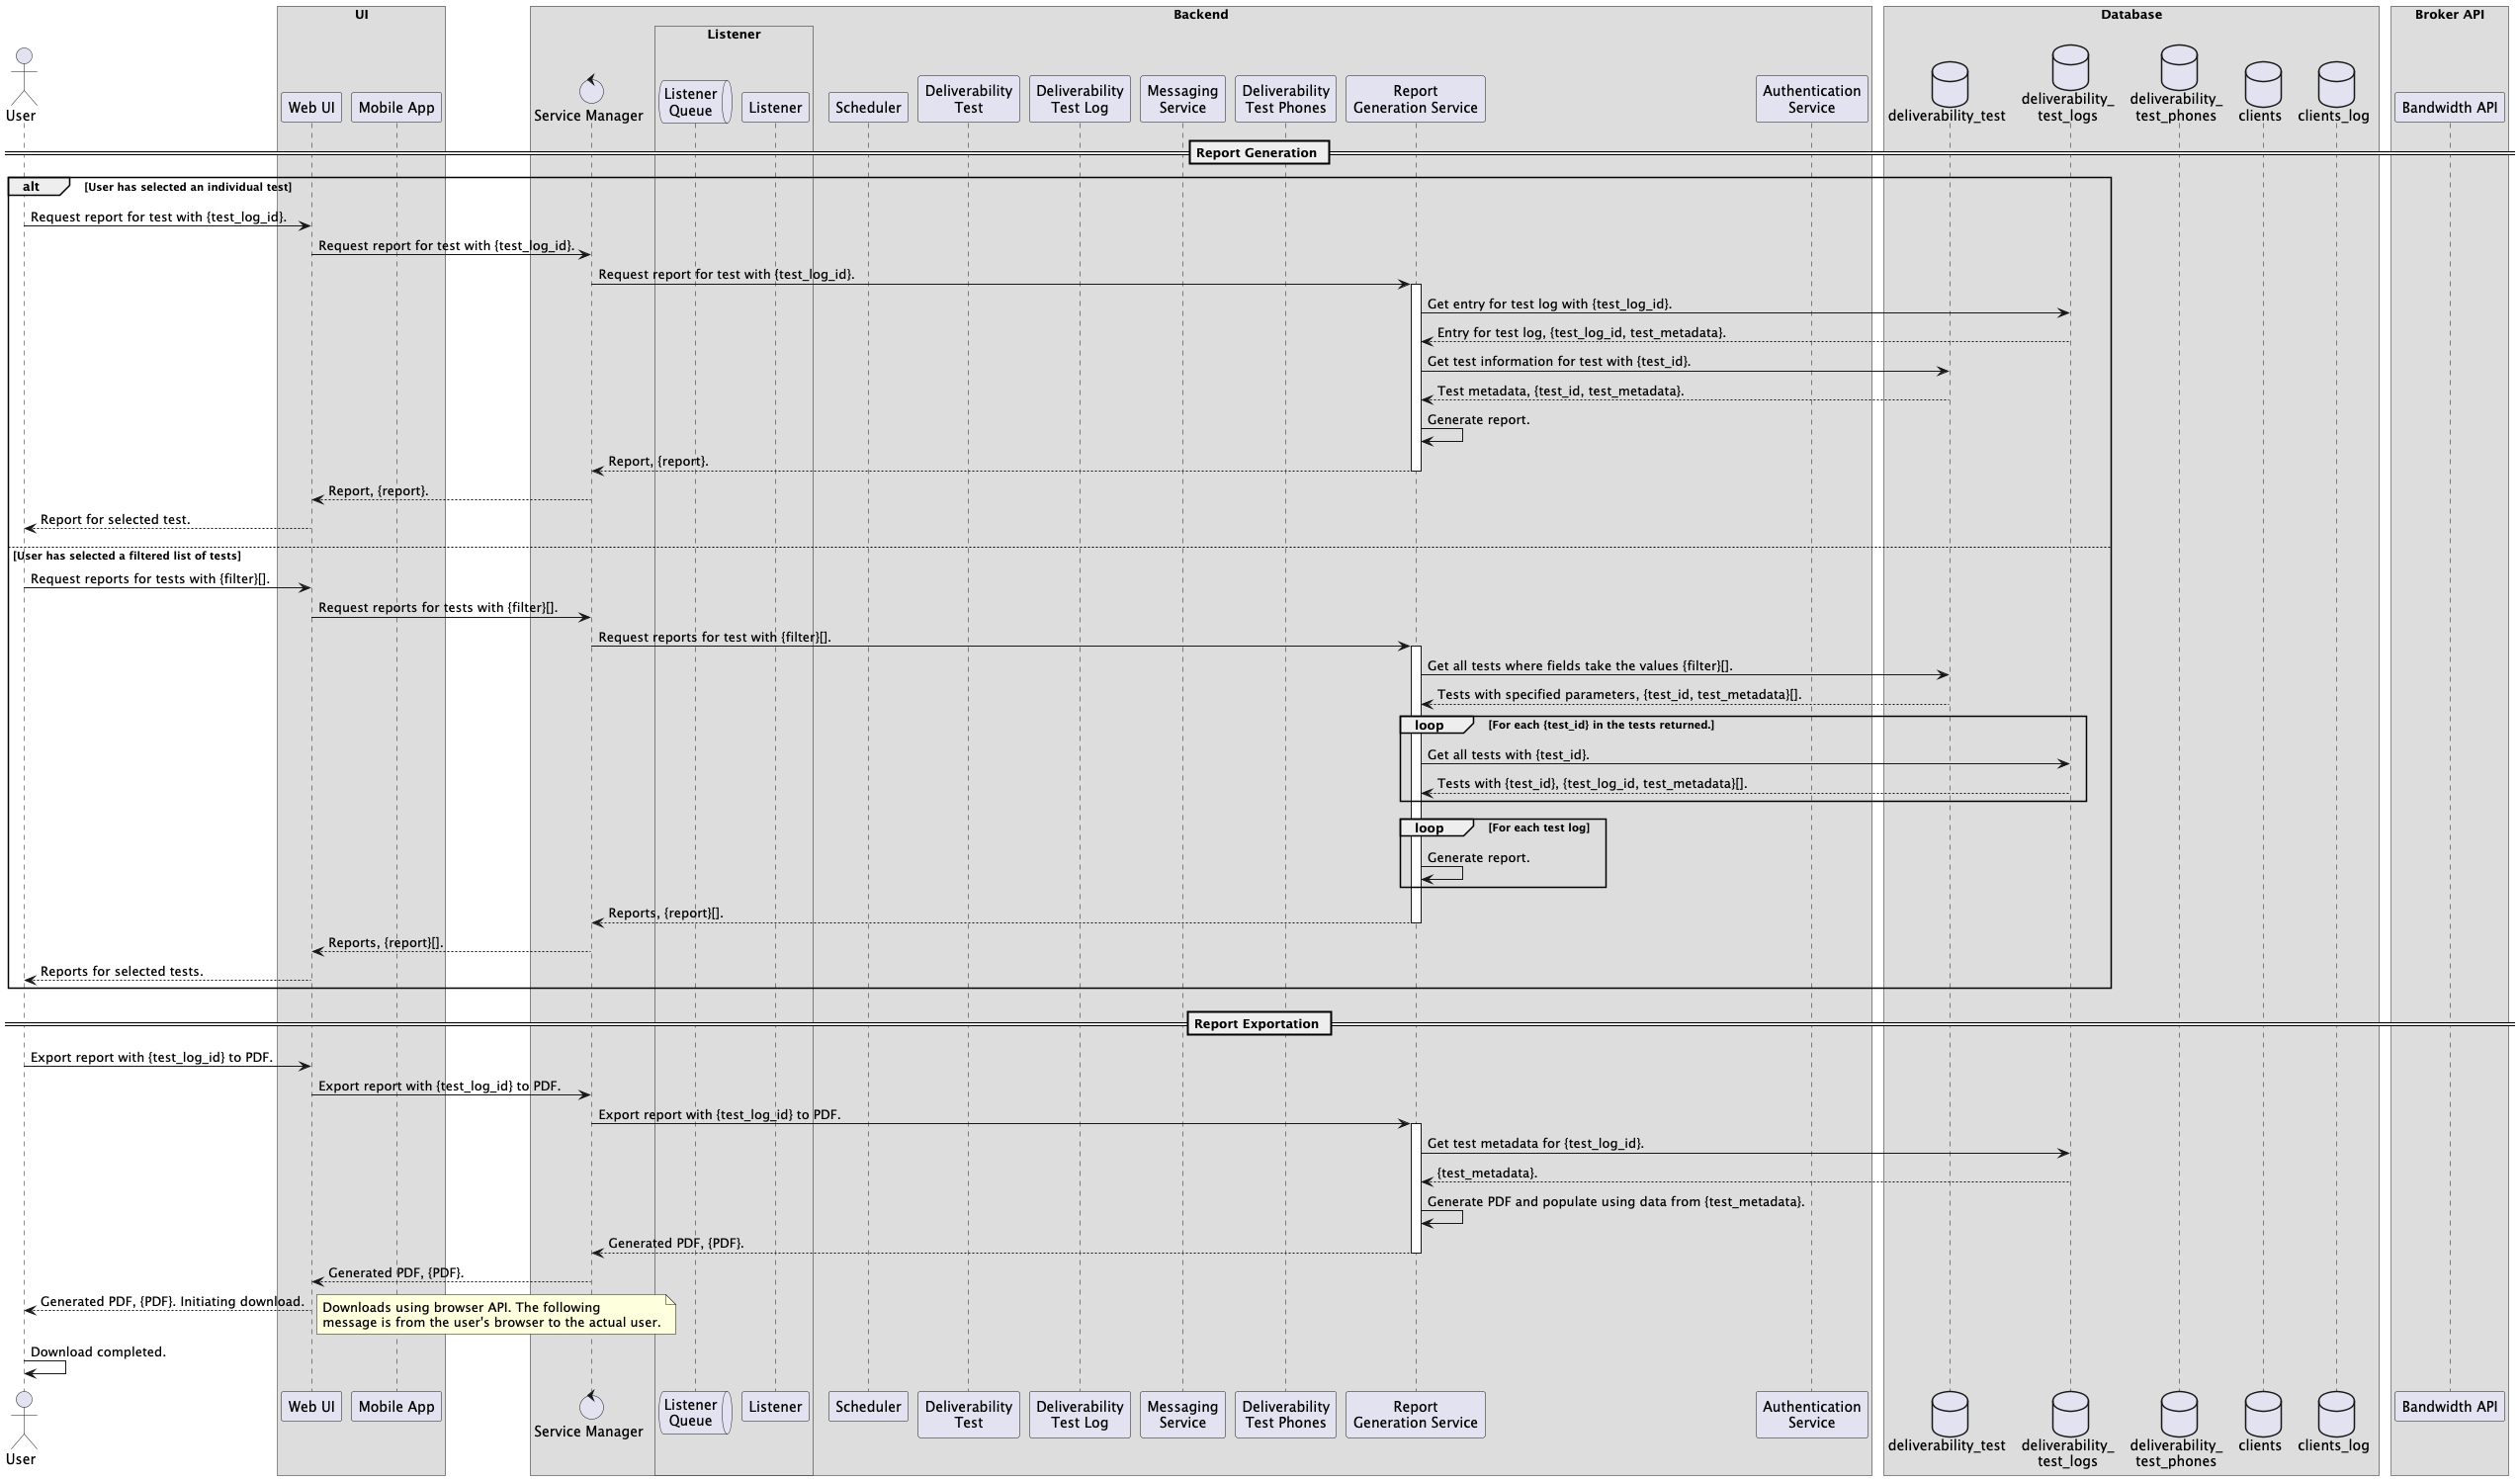 UI
Backend
Database
Broker API
Listener
User
Web UI
Mobile App
Service Manager
Listener
Queue
Listener
Scheduler
Deliverability
Test
Deliverability
Test Log
Messaging
Service
Deliverability
Test Phones
Report
Generation Service
Authentication
Service
deliverability_test
deliverability_
test_logs
deliverability_
test_phones
clients
clients_log
Bandwidth API
Report Generation
alt [User has selected an individual test]
Request report for test with {test_log_id}.
Request report for test with {test_log_id}.
Request report for test with {test_log_id}.
Get entry for test log with {test_log_id}.
Entry for test log, {test_log_id, test_metadata}.
Get test information for test with {test_id}.
Test metadata, {test_id, test_metadata}.
Generate report.
Report, {report}.
Report, {report}.
Report for selected test.
[User has selected a filtered list of tests]
Request reports for tests with {filter}[].
Request reports for tests with {filter}[].
Request reports for test with {filter}[].
Get all tests where fields take the values {filter}[].
Tests with specified parameters, {test_id, test_metadata}[].
loop [For each {test_id} in the tests returned.]
Get all tests with {test_id}.
Tests with {test_id}, {test_log_id, test_metadata}[].
loop [For each test log]
Generate report.
Reports, {report}[].
Reports, {report}[].
Reports for selected tests.
Report Exportation
Export report with {test_log_id} to PDF.
Export report with {test_log_id} to PDF.
Export report with {test_log_id} to PDF.
Get test metadata for {test_log_id}.
{test_metadata}.
Generate PDF and populate using data from {test_metadata}.
Generated PDF, {PDF}.
Generated PDF, {PDF}.
Generated PDF, {PDF}. Initiating download.
Downloads using browser API. The following
message is from the user's browser to the actual user.
Download completed.
User
Web UI
Mobile App
Service Manager
Listener
Queue
Listener
Scheduler
Deliverability
Test
Deliverability
Test Log
Messaging
Service
Deliverability
Test Phones
Report
Generation Service
Authentication
Service
deliverability_test
deliverability_
test_logs
deliverability_
test_phones
clients
clients_log
Bandwidth API